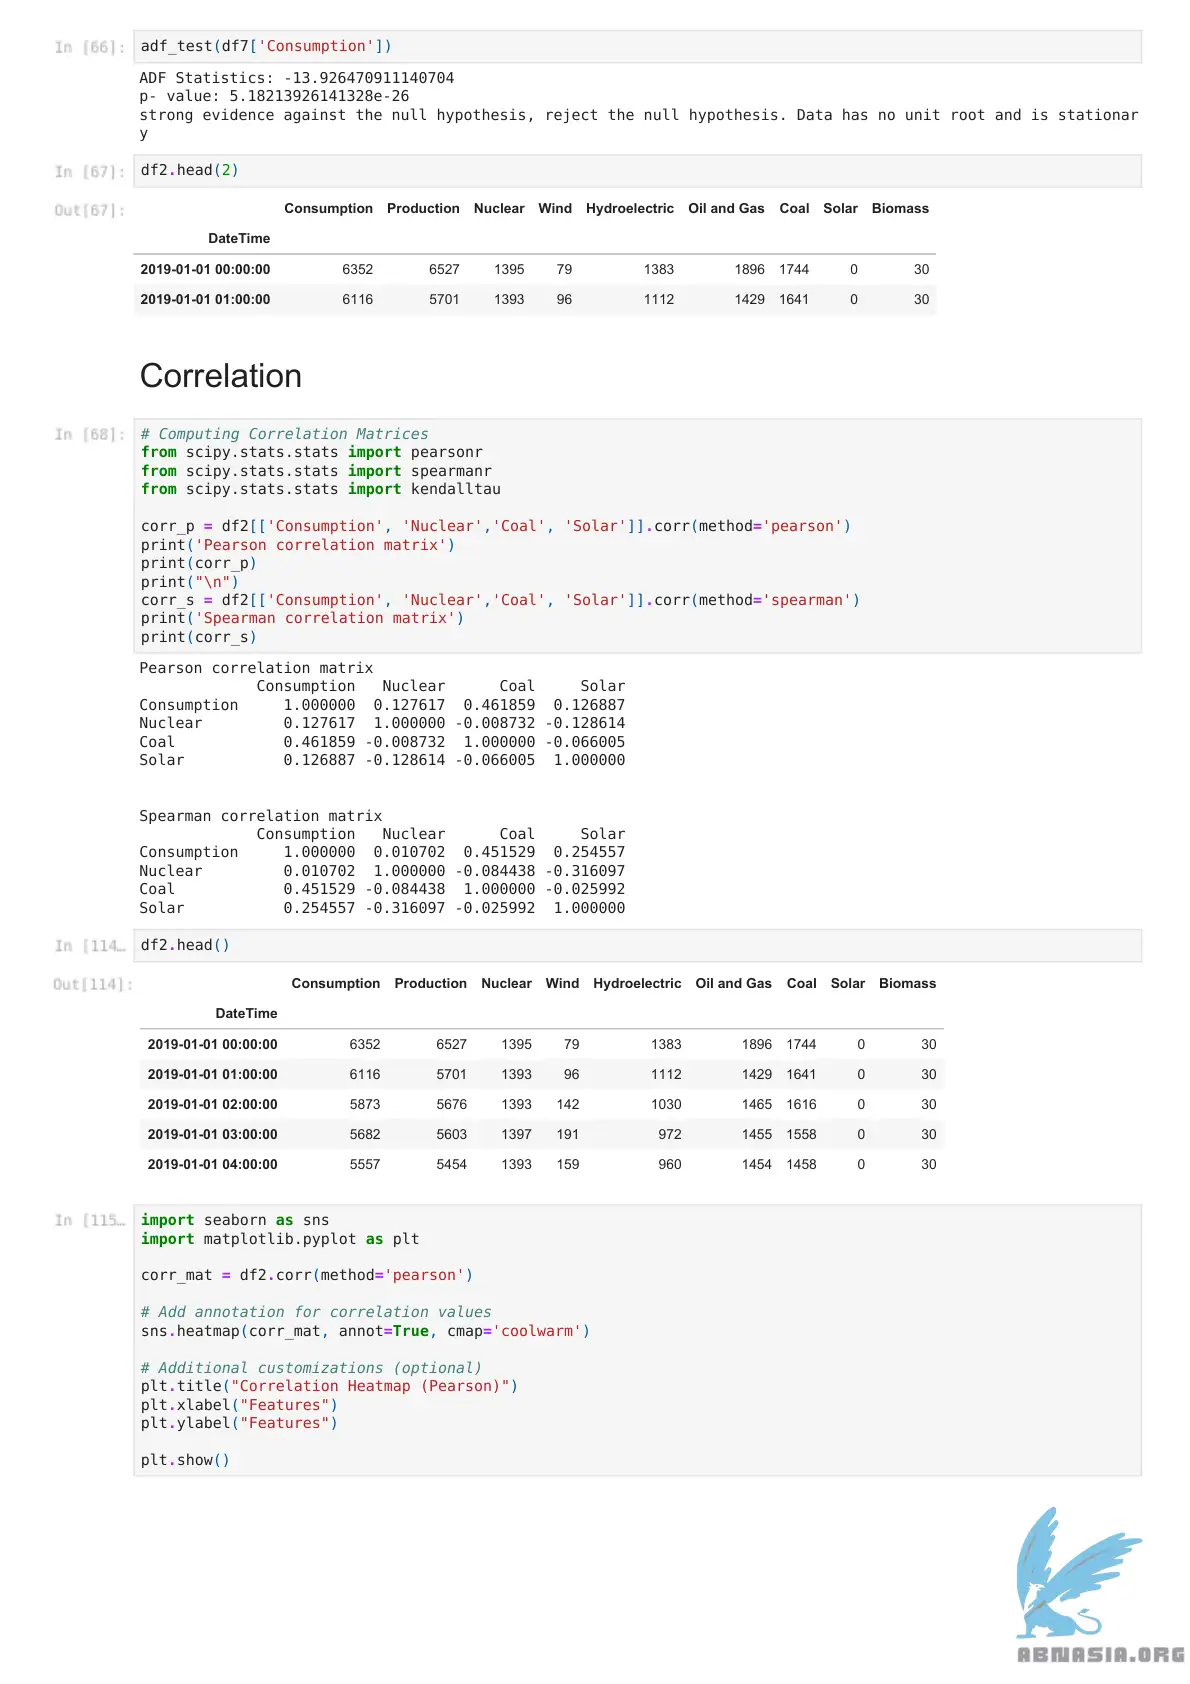 In [66]: adf_test(df7['Consumption'])
ADF Statistics: -13.926470911140704
p- value: 5.18213926141328e-26
strong evidence against the null hypothesis, reject the null hypothesis. Data has no unit root and is stationar
y
In [67]: df2.head(2)
Out[67]: Consumption Production Nuclear Wind Hydroelectric Oil and Gas Coal Solar Biomass
DateTime
2019-01-01 00:00:00 6352 6527 1395 79 1383 1896 1744 0 30
2019-01-01 01:00:00 6116 5701 1393 96 1112 1429 1641 0 30
Correlation
In [68]: # Computing Correlation Matrices
from scipy.stats.stats import pearsonr
from scipy.stats.stats import spearmanr
from scipy.stats.stats import kendalltau
corr_p = df2[['Consumption', 'Nuclear','Coal', 'Solar']].corr(method='pearson')
print('Pearson correlation matrix')
print(corr_p)
print("\n")
corr_s = df2[['Consumption', 'Nuclear','Coal', 'Solar']].corr(method='spearman')
print('Spearman correlation matrix')
print(corr_s)
Pearson correlation matrix
Consumption Nuclear Coal Solar
Consumption 1.000000 0.127617 0.461859 0.126887
Nuclear 0.127617 1.000000 -0.008732 -0.128614
Coal 0.461859 -0.008732 1.000000 -0.066005
Solar 0.126887 -0.128614 -0.066005 1.000000
Spearman correlation matrix
Consumption Nuclear Coal Solar
Consumption 1.000000 0.010702 0.451529 0.254557
Nuclear 0.010702 1.000000 -0.084438 -0.316097
Coal 0.451529 -0.084438 1.000000 -0.025992
Solar 0.254557 -0.316097 -0.025992 1.000000
In [114… df2.head()
Out[114]: Consumption Production Nuclear Wind Hydroelectric Oil and Gas Coal Solar Biomass
DateTime
2019-01-01 00:00:00 6352 6527 1395 79 1383 1896 1744 0 30
2019-01-01 01:00:00 6116 5701 1393 96 1112 1429 1641 0 30
2019-01-01 02:00:00 5873 5676 1393 142 1030 1465 1616 0 30
2019-01-01 03:00:00 5682 5603 1397 191 972 1455 1558 0 30
2019-01-01 04:00:00 5557 5454 1393 159 960 1454 1458 0 30
In [115… import seaborn as sns
import matplotlib.pyplot as plt
corr_mat = df2.corr(method='pearson')
# Add annotation for correlation values
sns.heatmap(corr_mat, annot=True, cmap='coolwarm')
# Additional customizations (optional)
plt.title("Correlation Heatmap (Pearson)")
plt.xlabel("Features")
plt.ylabel("Features")
plt.show()
ABNASIA.ORG